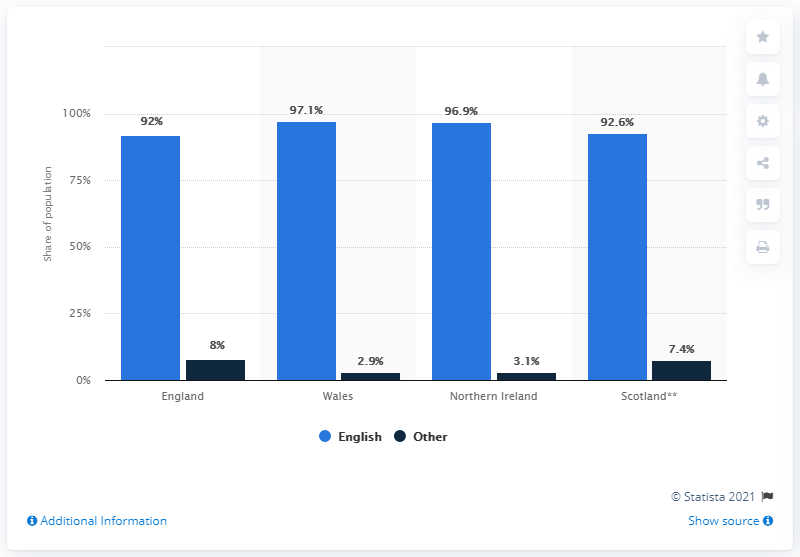 97.1%
96.9%
92%
92.6%
100%
75%
50%
25%
0%
Share of population
8%
2.9%
3.1%
7.4%
England
Wales
Northern Ireland
Scotland**
English
Other
© Statista 2021
Additional Information
Show source